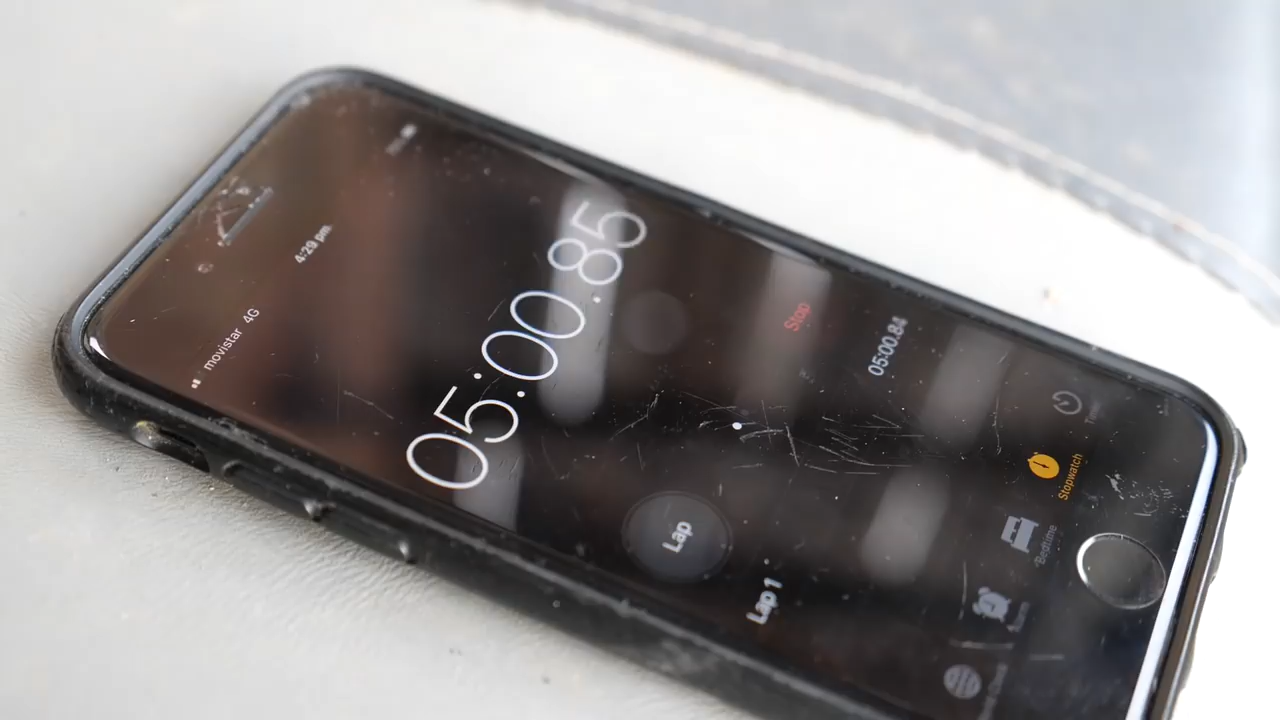 movistar 4G
4:29 pm
05:00.85
Lap
Stop
Lap 1
05:00.84
Bedtime
Stopwatch